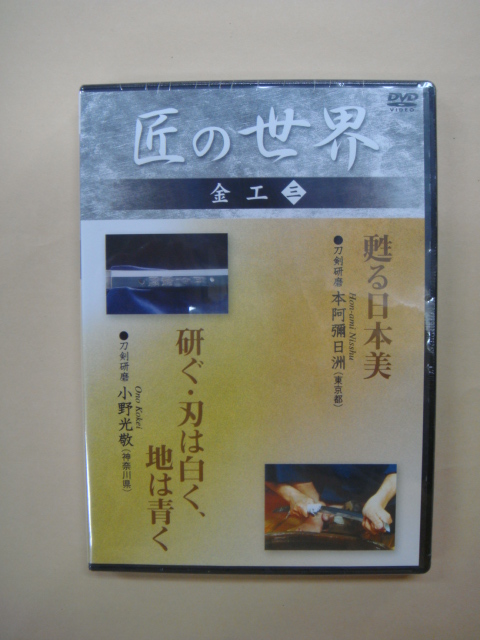 DVD
VIDEO
匠の世界
金工 三
甦る日本美
●刀剣研磨 本阿彌日洲(東京都)
Hon-ami Nisshu
研ぐ・刃は白く、
地は青く
●刀剣研磨 小野光敬(神奈川県)
Ono Kokei